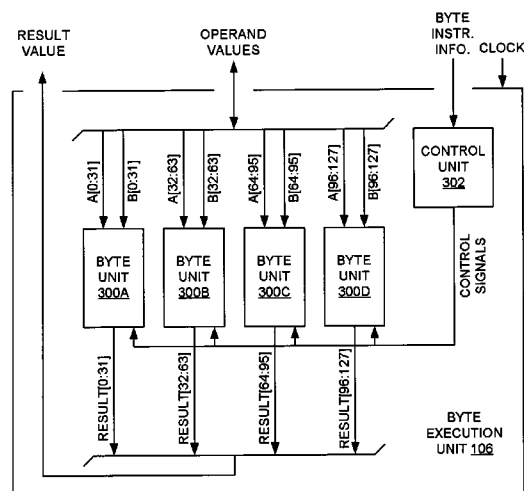 RESULT
VALUE
OPERAND
VALUES
BYTE
INSTR.
INFO.
CLOCK
A[0:31]
B[0:31]
A[32:63]
B[32:63]
A[64:95]
B[64:95]
A[96:127]
B[96:127]
CONTROL
UNIT
302
BYTE
UNIT
300A
BYTE
UNIT
300B
BYTE
UNIT
300C
BYTE
UNIT
300D
CONTROL
SIGNALS
RESULT[0:31]
RESULT[32:63]
RESULT[64:95]
RESULT[96:127]
BYTE
EXECUTION
UNIT 106